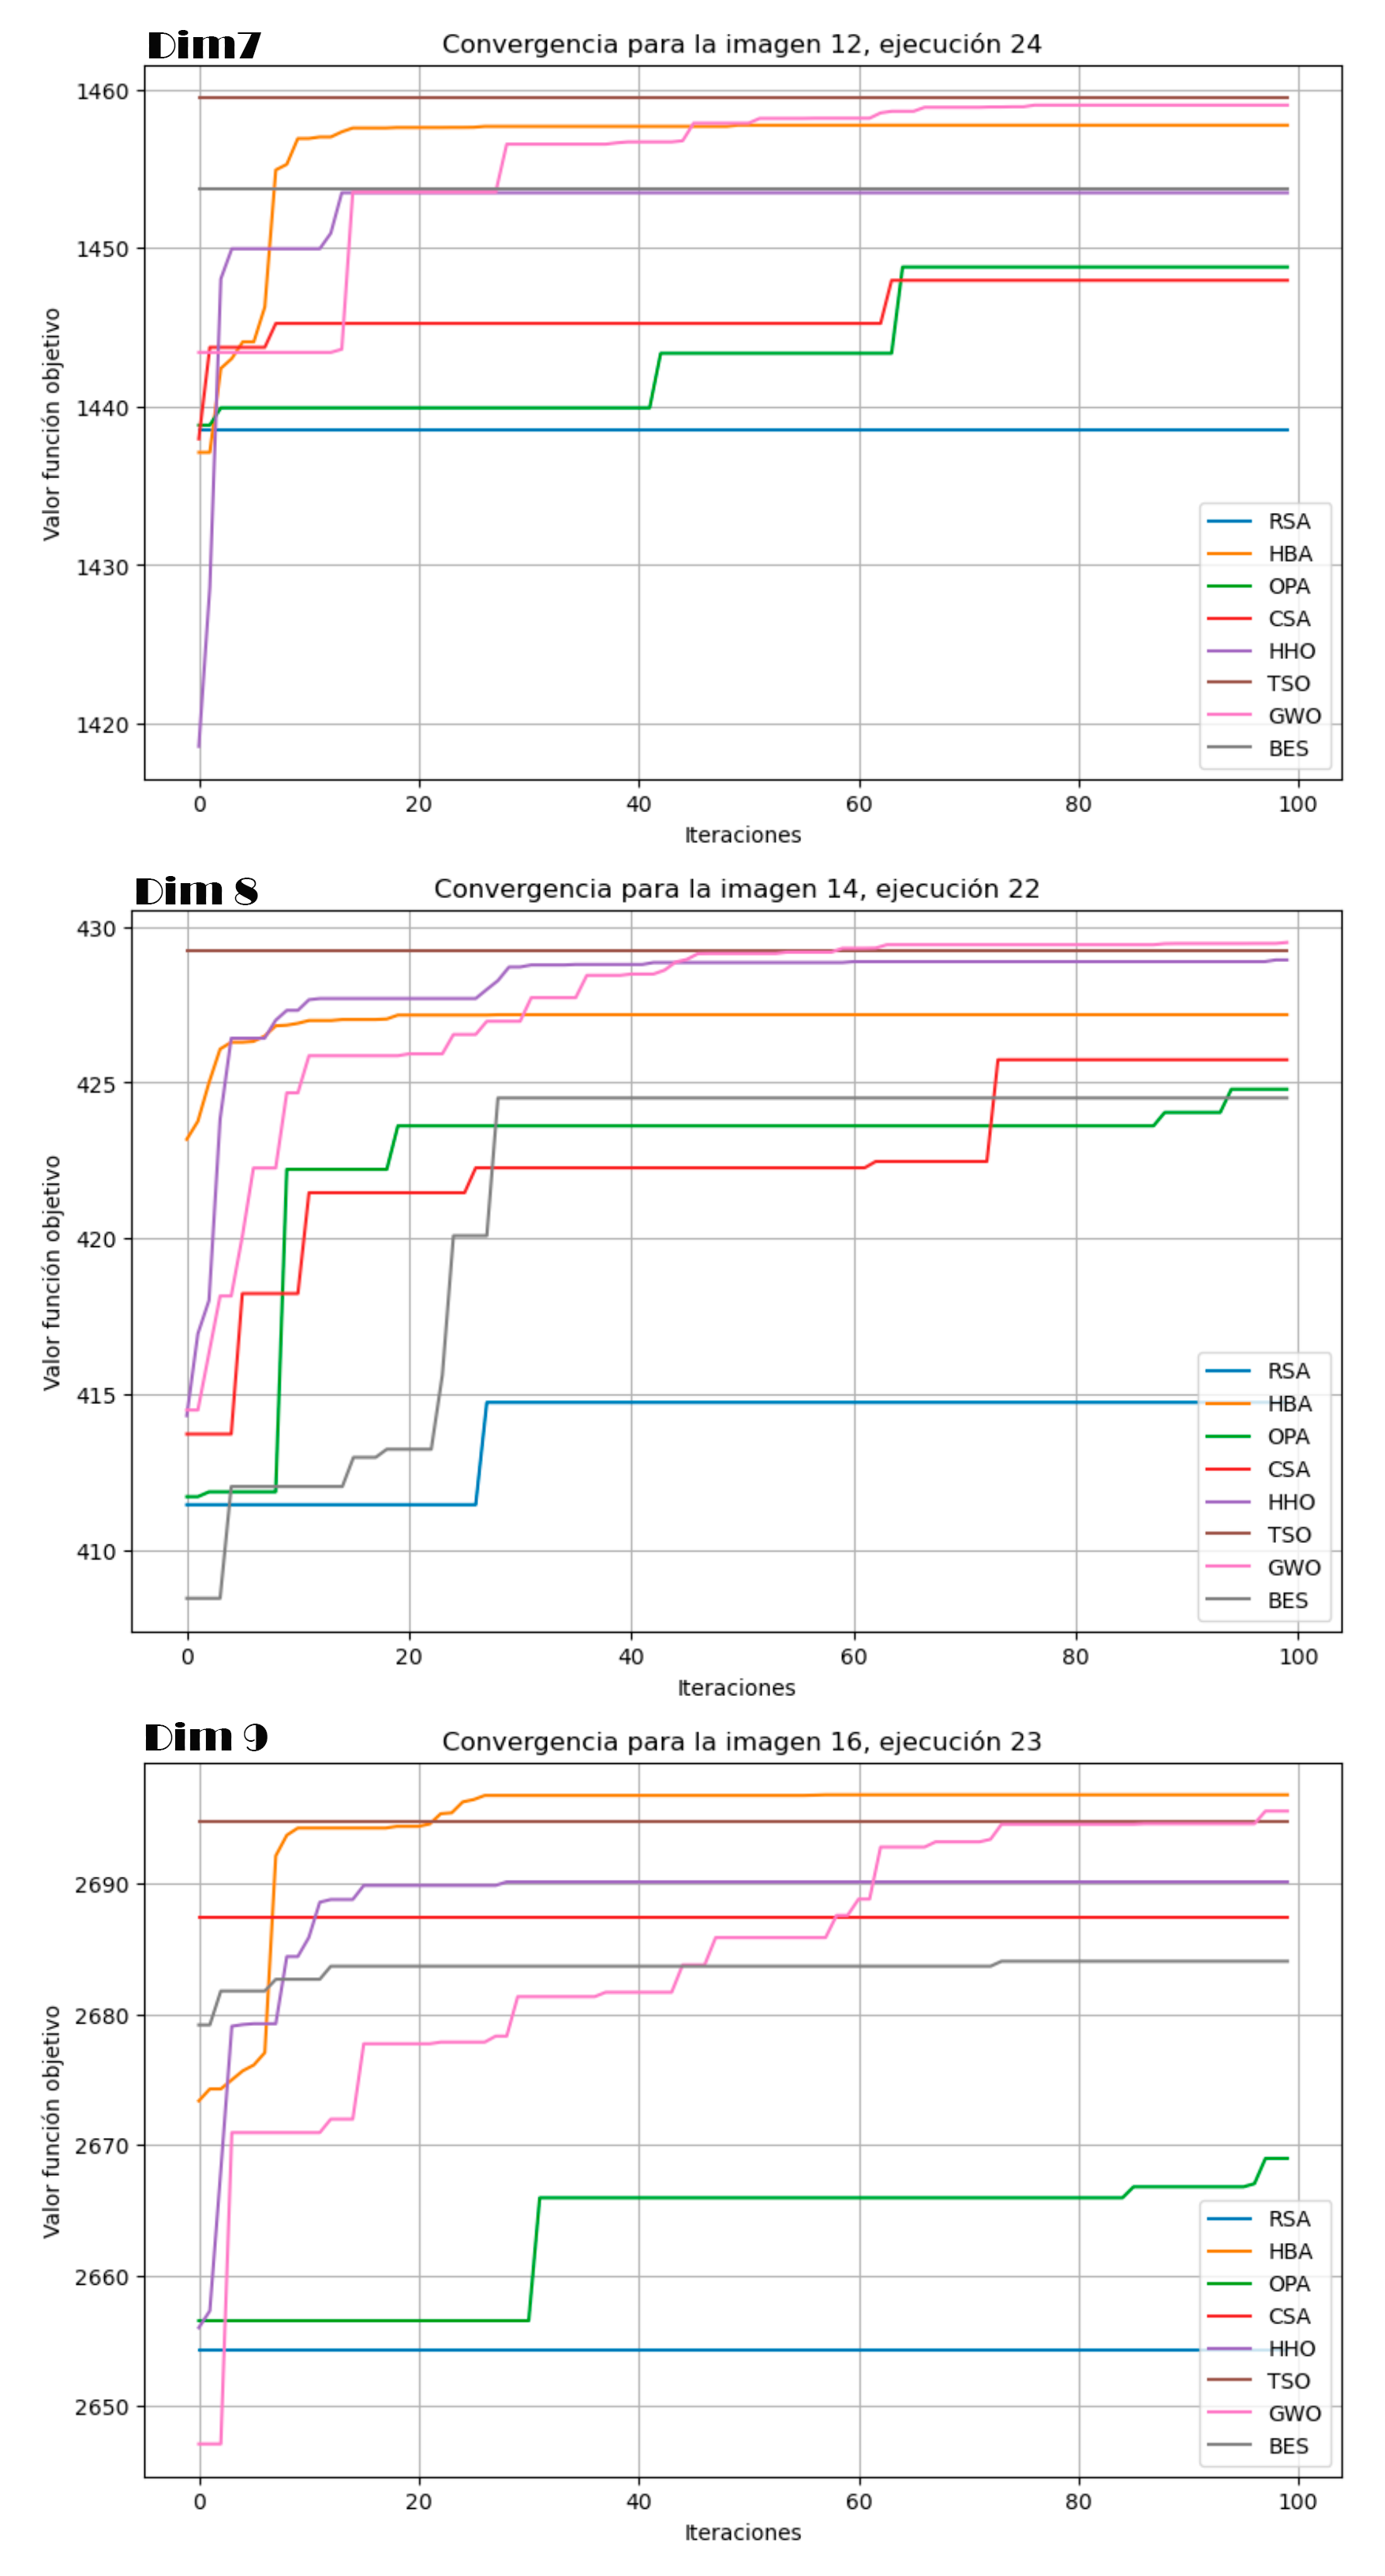 Dim7
Convergencia para la imagen 12, ejecución 24
1460
1450
1440
1430
1420
Valor función objetivo
RSA
HBA
OPA
CSA
HHO
TSO
GWO
BES
0 20 40 60 80 100
Iteraciones
Dim 8
Convergencia para la imagen 14, ejecución 22
430
425
420
415
410
Valor función objetivo
RSA
HBA
OPA
CSA
HHO
TSO
GWO
BES
0 20 40 60 80 100
Iteraciones
Dim 9
Convergencia para la imagen 16, ejecución 23
2690
2680
2670
2660
2650
Valor función objetivo
RSA
HBA
OPA
CSA
HHO
TSO
GWO
BES
0 20 40 60 80 100
Iteraciones